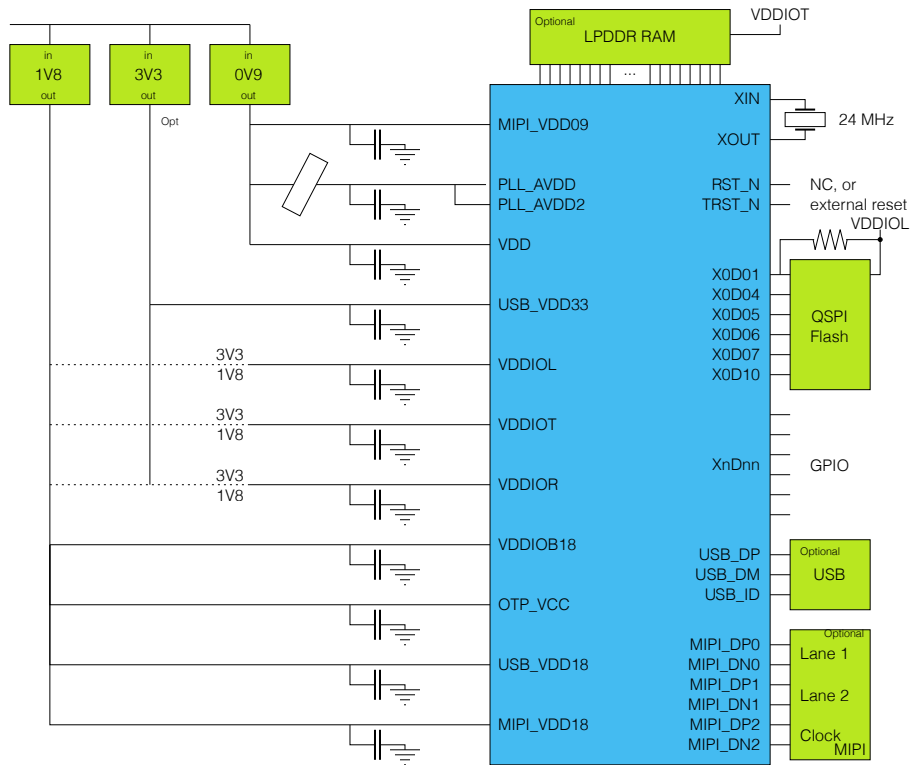 in
1V8
out
in
3V3
out
Opt
in
0V9
out
Optional
LPDDR RAM
...
VDDIOT
MIPI_VDD09
PLL_AVDD
PLL_AVDD2
VDD
USB_VDD33
3V3
1V8
VDDIOL
3V3
1V8
VDDIOT
3V3
1V8
VDDIOR
VDDIOB18
OTP_VCC
USB_VDD18
MIPI_VDD18
XIN
XOUT
24 MHz
RST_N
TRST_N
NC, or
external reset
VDDIOL
X0D01
X0D04
X0D05
X0D06
X0D07
X0D10
QSPI
Flash
XnDnn
GPIO
USB_DP
USB_DM
USB_ID
Optional
USB
MIPI_DP0
MIPI_DN0
MIPI_DP1
MIPI_DN1
MIPI_DP2
MIPI_DN2
Optional
Lane 1
Lane 2
Clock
MIPI